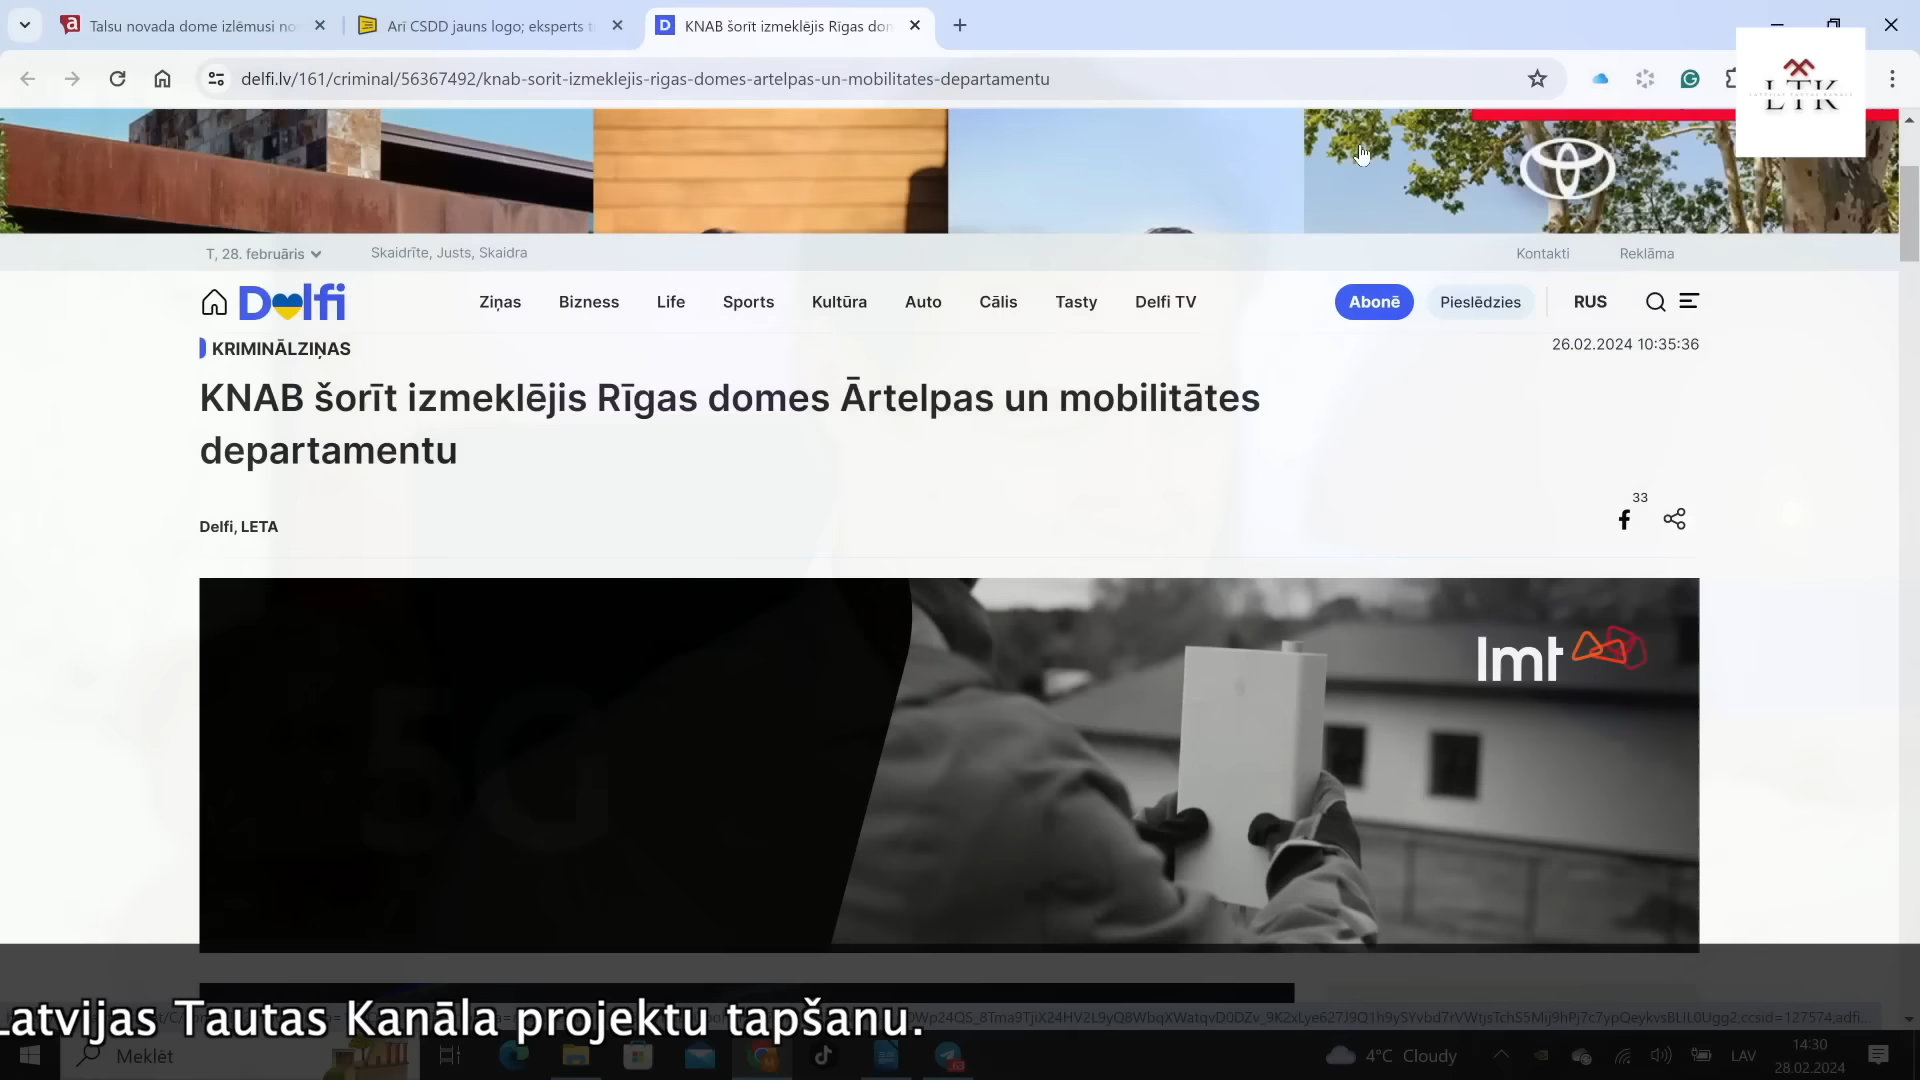 Talsu novada dome izlēmusi no
Arī CSDD jauns logo; eksperts
KNAB šorīt izmeklējis Rīgas do
delfi.lv/161/criminal/56367492/knab-sorit-izmeklejis-rigas-domes-artelpas-un-mobilitates-departamentu
LTK
T, 28. februāris
Skaidrīte, Justs, Skaidra
Kontakti
Reklāma
Delfi
Ziņas
Bizness
Life
Sports
Kultūra
Auto
Cālis
Tasty
Delfi TV
Abonē
Pieslēdzies
RUS
KRIMINĀLZIŅAS
26.02.2024 10:35:36
KNAB šorīt izmeklējis Rīgas domes Ārtelpas un mobilitātes
departamentu
33
Delfi, LETA
lmt
5G
Latvijas Tautas Kanāla projektu tapšanu.
Meklēt
4°C Cloudy
LAV
14:30
28.02.2024